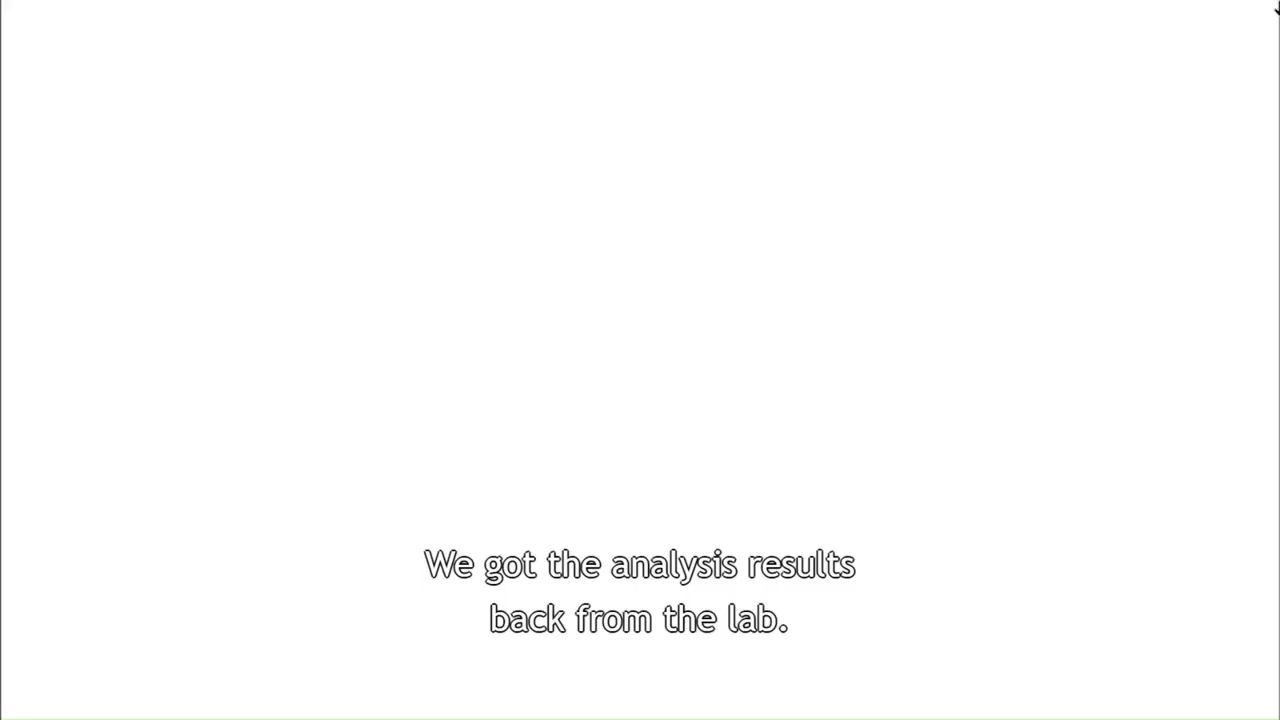 We got the analysis results
back from the lab.